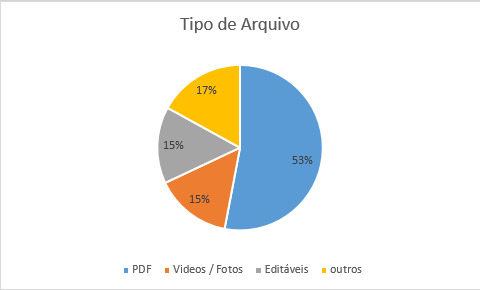 Tipo de Arquivo
17%
15%
53%
15%
PDF Videos / Fotos Editáveis outros